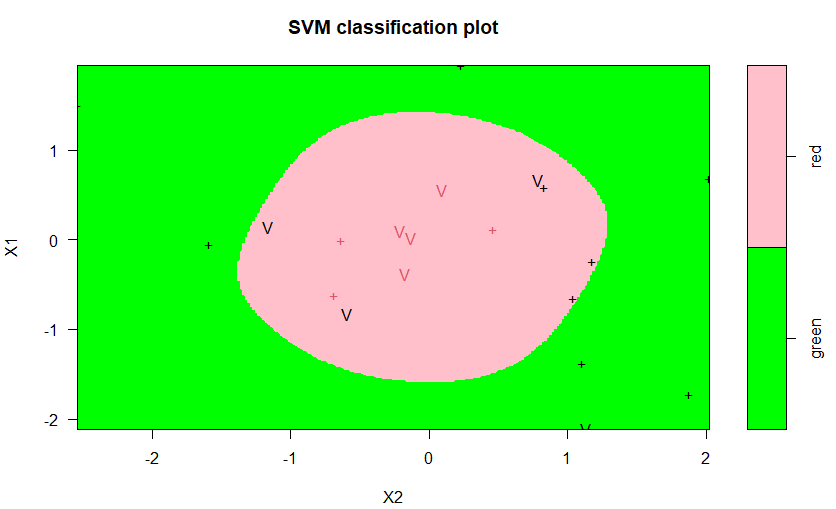 SVM classification plot
X1
1
0
-1
-2
-2
-1
0
1
2
X2
red
green
V
V
V
V
V
V
V
V